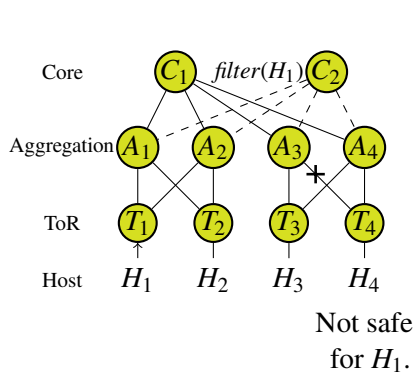 Core C1 filter(H1) C2
Aggregation A1 A2 A3 A4
ToR T1 T2 T3 T4
Host H1 H2 H3 H4
Not safe
for H1.